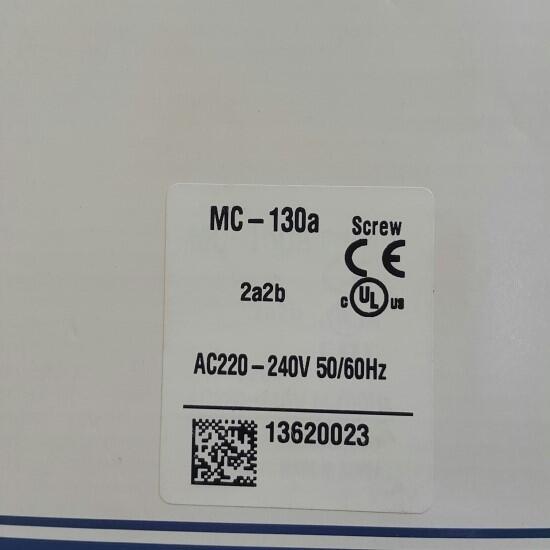 MC-130a
Screw
CE
2a2b
c UL us
AC220-240V 50/60Hz
13620023